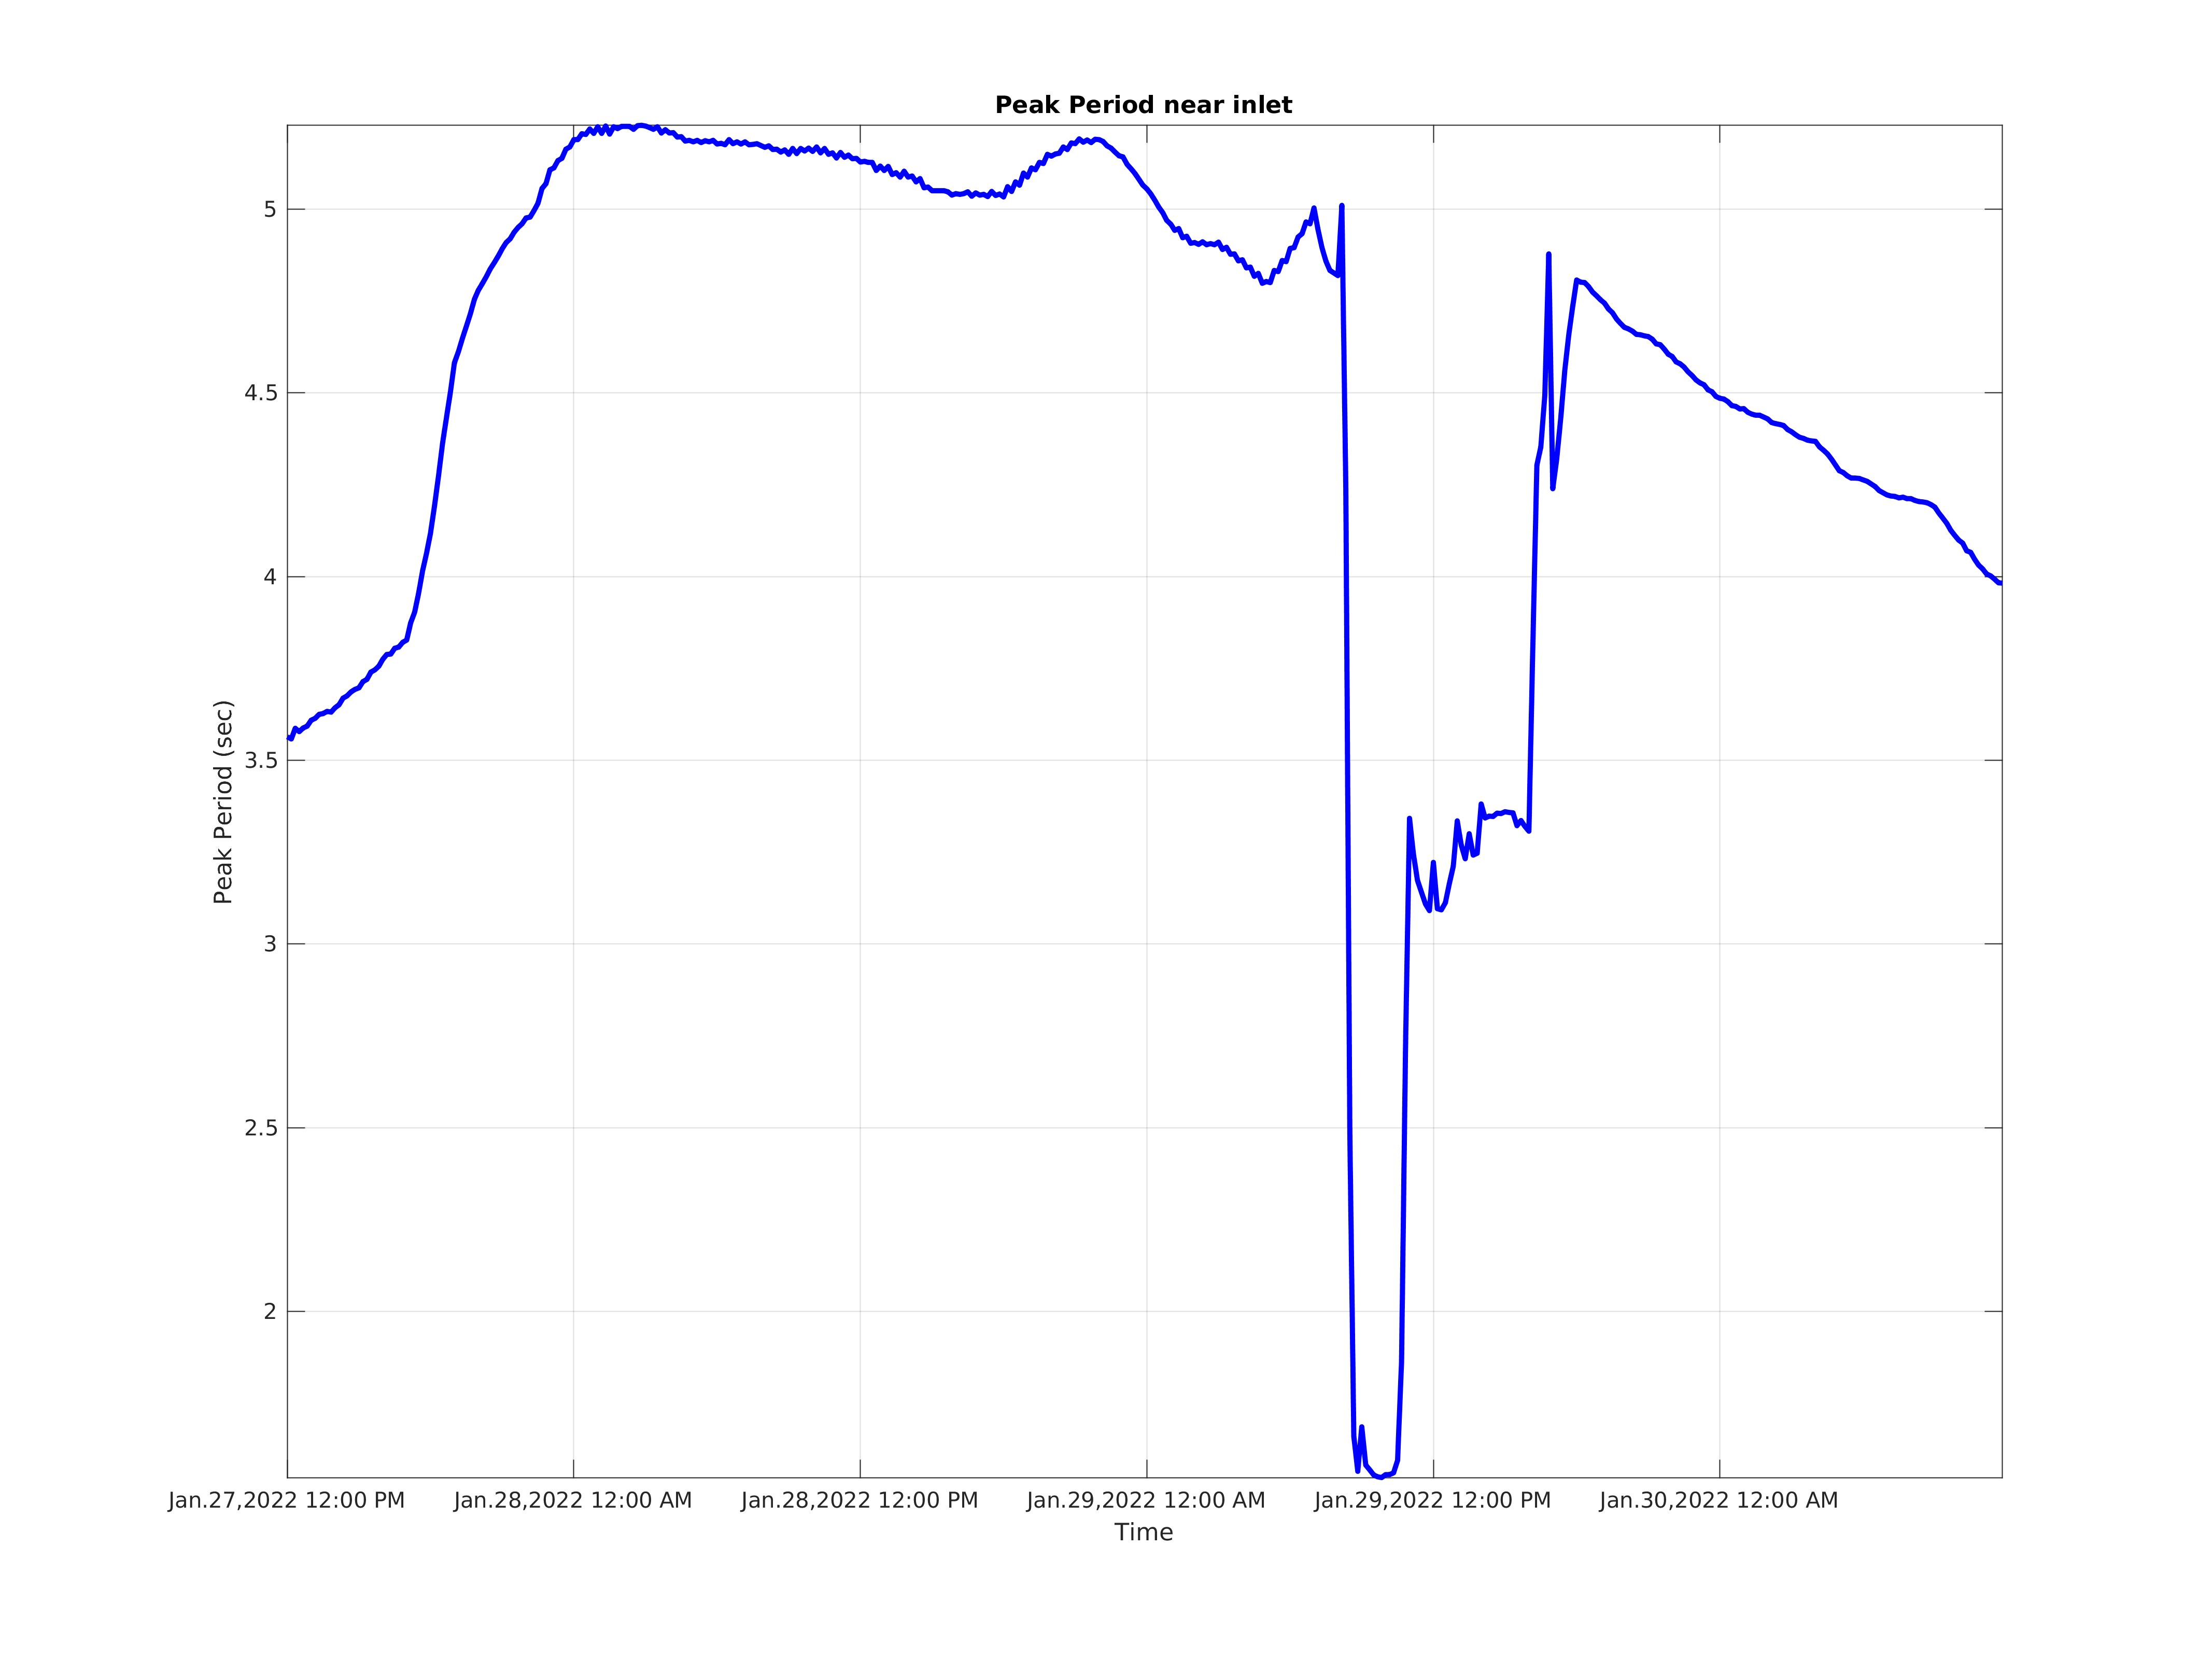 Peak Period near inlet
Peak Period (sec)
5
4.5
4
3.5
3
2.5
2
Jan.27,2022 12:00 PM
Jan.28,2022 12:00 AM
Jan.28,2022 12:00 PM
Jan.29,2022 12:00 AM
Jan.29,2022 12:00 PM
Jan.30,2022 12:00 AM
Time